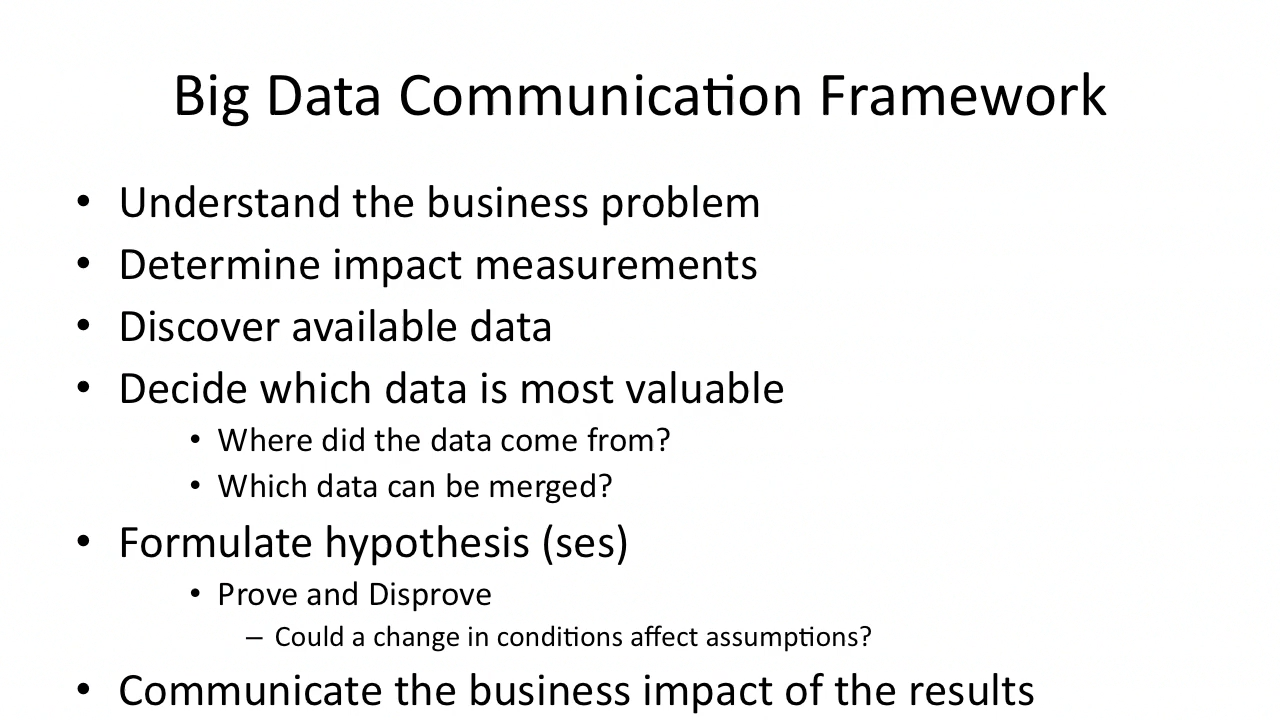 Big Data Communication Framework
• Understand the business problem
• Determine impact measurements
• Discover available data
• Decide which data is most valuable
• Where did the data come from?
• Which data can be merged?
• Formulate hypothesis (ses)
• Prove and Disprove
– Could a change in conditions affect assumptions?
• Communicate the business impact of the results